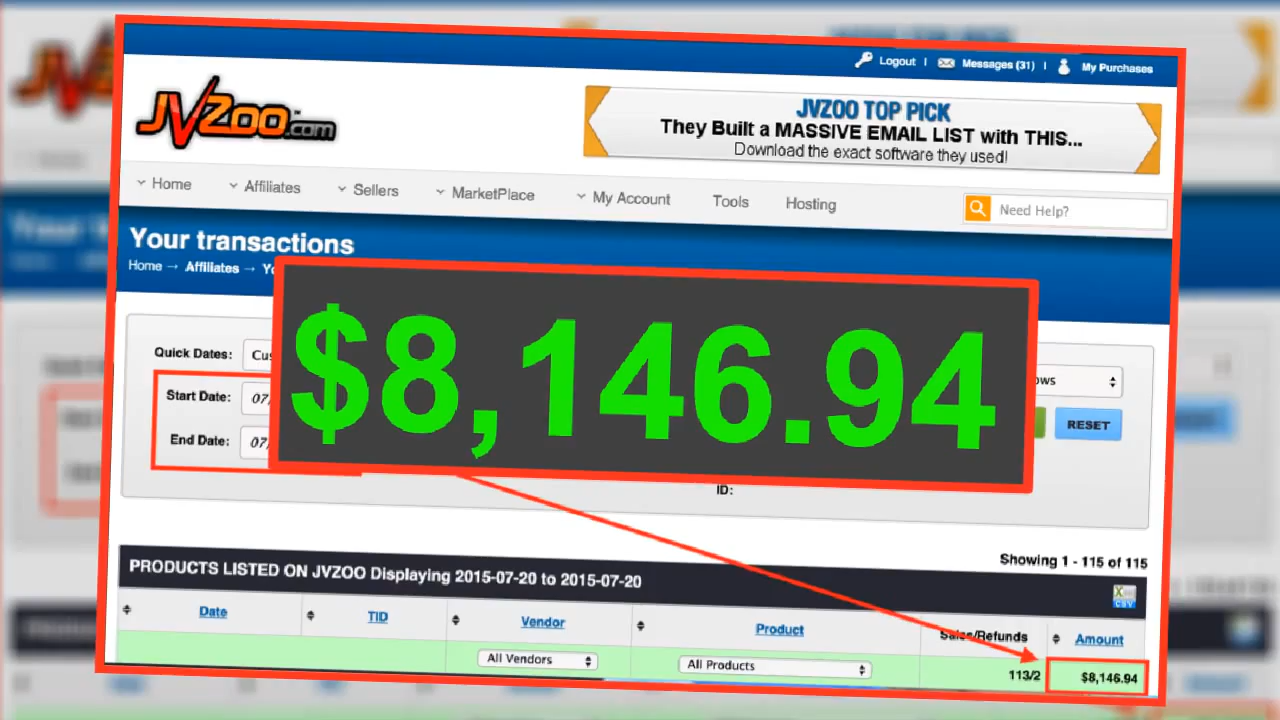 Logout | Messages (31) | My Purchases
JVZoo.com
JVZOO TOP PICK
They Built a MASSIVE EMAIL LIST with THIS...
Download the exact software they used!
Home Affiliates Sellers MarketPlace My Account Tools Hosting Need Help?
Your transactions
Home → Affiliates →
$8,146.94
Quick Dates:
Start Date: 07
End Date: 07
RESET
ID:
Showing 1 - 115 of 115
PRODUCTS LISTED ON JVZOO Displaying 2015-07-20 to 2015-07-20
CSV
Date TID Vendor Product Sales/Refunds Amount
All Vendors All Products 113/2 $8,146.94